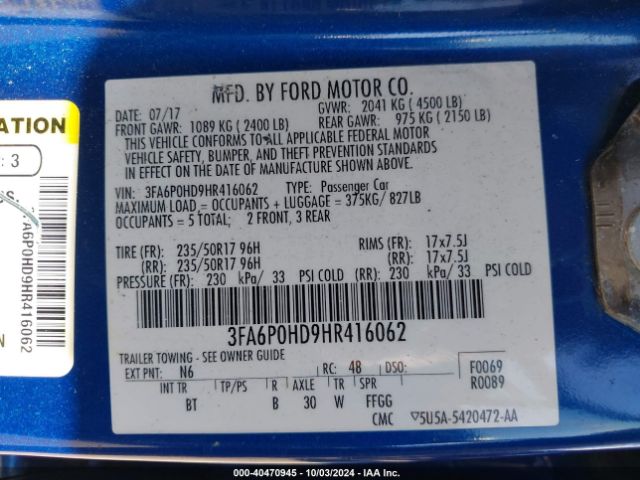 MFD. BY FORD MOTOR CO.
DATE: 07/17 GVWR: 2041 KG ( 4500 LB)
FRONT GAWR: 1089 KG ( 2400 LB) REAR GAWR: 975 KG ( 2150 LB)
THIS VEHICLE CONFORMS TO ALL APPLICABLE FEDERAL MOTOR
VEHICLE SAFETY, BUMPER, AND THEFT PREVENTION STANDARDS
IN EFFECT ON THE DATE OF MANUFACTURE SHOWN ABOVE.
VIN: 3FA6P0HD9HR416062 TYPE: Passenger Car
MAXIMUM LOAD = OCCUPANTS + LUGGAGE = 375KG/ 827LB
OCCUPANTS = 5 TOTAL; 2 FRONT, 3 REAR
TIRE (FR): 235/50R17 96H RIMS (FR): 17x7.5J
(RR): 235/50R17 96H (RR): 17x7.5J
PRESSURE (FR): 230 kPa/ 33 PSI COLD (RR): 230 kPa/ 33 PSI COLD
3FA6P0HD9HR416062
TRAILER TOWING - SEE OWNER GUIDE
EXT PNT: N6 RC: 48 DSO: F0069
R0089
INT TR TP/PS R AXLE TR SPR
BT B 30 W FFGG
CMC 5U5A-5420472-AA
ATION
: 3
A6P0HD9HR416062
N
000-40470945 - 10/03/2024 - IAA Inc.